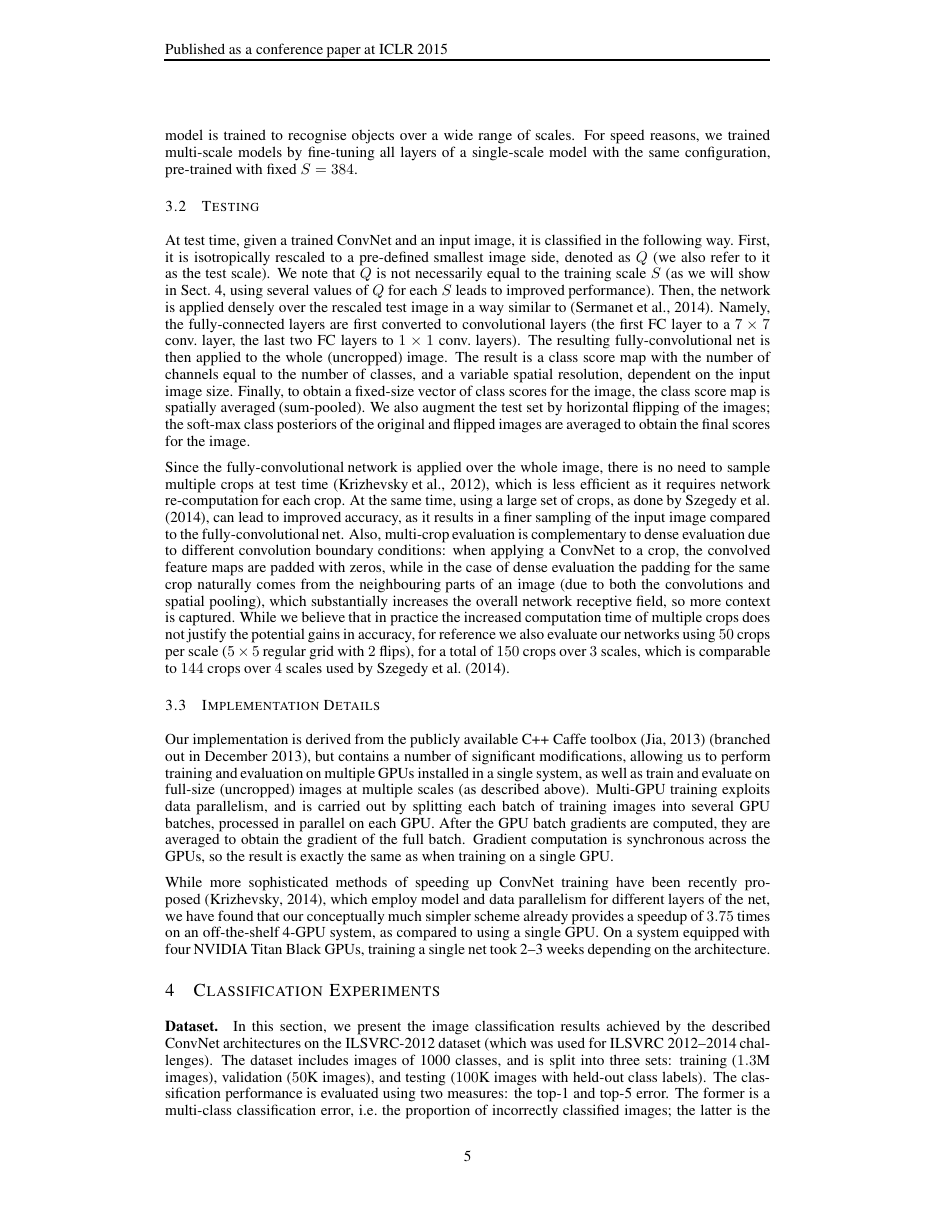 Published as a conference paper at ICLR 2015
model is trained to recognise objects over a wide range of scales. For speed reasons, we trained
multi-scale models by fine-tuning all layers of a single-scale model with the same configuration,
pre-trained with fixed S = 384.
3.2 TESTING
At test time, given a trained ConvNet and an input image, it is classified in the following way. First,
it is isotropically rescaled to a pre-defined smallest image side, denoted as Q (we also refer to it
as the test scale). We note that Q is not necessarily equal to the training scale S (as we will show
in Sect. 4, using several values of Q for each S leads to improved performance). Then, the network
is applied densely over the rescaled test image in a way similar to (Sermanet et al., 2014). Namely,
the fully-connected layers are first converted to convolutional layers (the first FC layer to a 7 × 7
conv. layer, the last two FC layers to 1 × 1 conv. layers). The resulting fully-convolutional net is
then applied to the whole (uncropped) image. The result is a class score map with the number of
channels equal to the number of classes, and a variable spatial resolution, dependent on the input
image size. Finally, to obtain a fixed-size vector of class scores for the image, the class score map is
spatially averaged (sum-pooled). We also augment the test set by horizontal flipping of the images;
the soft-max class posteriors of the original and flipped images are averaged to obtain the final scores
for the image.
Since the fully-convolutional network is applied over the whole image, there is no need to sample
multiple crops at test time (Krizhevsky et al., 2012), which is less efficient as it requires network
re-computation for each crop. At the same time, using a large set of crops, as done by Szegedy et al.
(2014), can lead to improved accuracy, as it results in a finer sampling of the input image compared
to the fully-convolutional net. Also, multi-crop evaluation is complementary to dense evaluation due
to different convolution boundary conditions: when applying a ConvNet to a crop, the convolved
feature maps are padded with zeros, while in the case of dense evaluation the padding for the same
crop naturally comes from the neighbouring parts of an image (due to both the convolutions and
spatial pooling), which substantially increases the overall network receptive field, so more context
is captured. While we believe that in practice the increased computation time of multiple crops does
not justify the potential gains in accuracy, for reference we also evaluate our networks using 50 crops
per scale (5 × 5 regular grid with 2 flips), for a total of 150 crops over 3 scales, which is comparable
to 144 crops over 4 scales used by Szegedy et al. (2014).
3.3 IMPLEMENTATION DETAILS
Our implementation is derived from the publicly available C++ Caffe toolbox (Jia, 2013) (branched
out in December 2013), but contains a number of significant modifications, allowing us to perform
training and evaluation on multiple GPUs installed in a single system, as well as train and evaluate on
full-size (uncropped) images at multiple scales (as described above). Multi-GPU training exploits
data parallelism, and is carried out by splitting each batch of training images into several GPU
batches, processed in parallel on each GPU. After the GPU batch gradients are computed, they are
averaged to obtain the gradient of the full batch. Gradient computation is synchronous across the
GPUs, so the result is exactly the same as when training on a single GPU.
While more sophisticated methods of speeding up ConvNet training have been recently pro-
posed (Krizhevsky, 2014), which employ model and data parallelism for different layers of the net,
we have found that our conceptually much simpler scheme already provides a speedup of 3.75 times
on an off-the-shelf 4-GPU system, as compared to using a single GPU. On a system equipped with
four NVIDIA Titan Black GPUs, training a single net took 2–3 weeks depending on the architecture.
4 CLASSIFICATION EXPERIMENTS
Dataset. In this section, we present the image classification results achieved by the described
ConvNet architectures on the ILSVRC-2012 dataset (which was used for ILSVRC 2012–2014 chal-
lenges). The dataset includes images of 1000 classes, and is split into three sets: training (1.3M
images), validation (50K images), and testing (100K images with held-out class labels). The clas-
sification performance is evaluated using two measures: the top-1 and top-5 error. The former is a
multi-class classification error, i.e. the proportion of incorrectly classified images; the latter is the
5